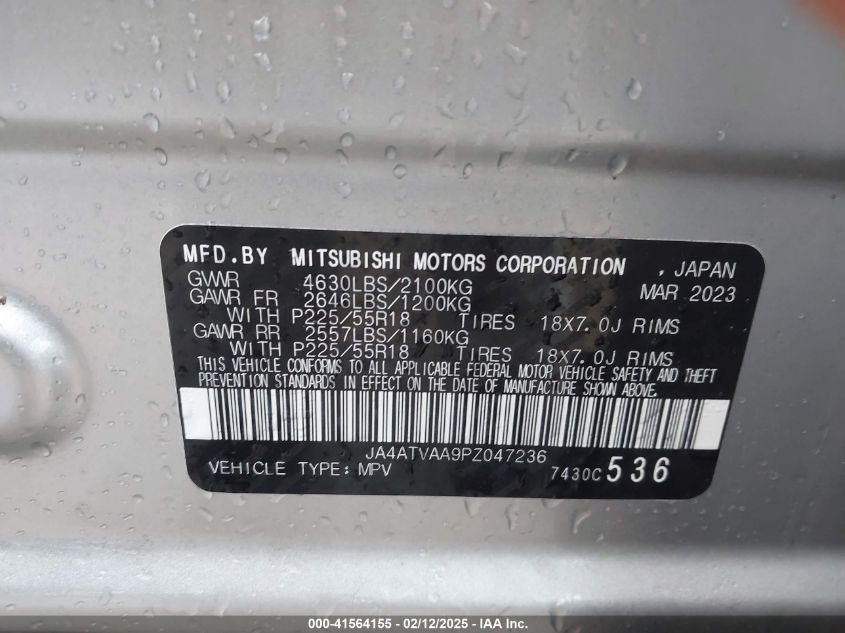 MFD.BY MITSUBISHI MOTORS CORPORATION , JAPAN
GVWR 4630LBS/2100KG MAR 2023
GAWR FR 2646LBS/1200KG
WITH P225/55R18 TIRES 18X7.0J RIMS
GAWR RR 2557LBS/1160KG
WITH P225/55R18 TIRES 18X7.0J RIMS
THIS VEHICLE CONFORMS TO ALL APPLICABLE FEDERAL MOTOR VEHICLE SAFETY AND THEFT
PREVENTION STANDARDS IN EFFECT ON THE DATE OF MANUFACTURE SHOWN ABOVE.
JA4ATVAA9PZ047236
VEHICLE TYPE: MPV 7430C 536
000-41564155 - 02/12/2025 - IAA Inc.